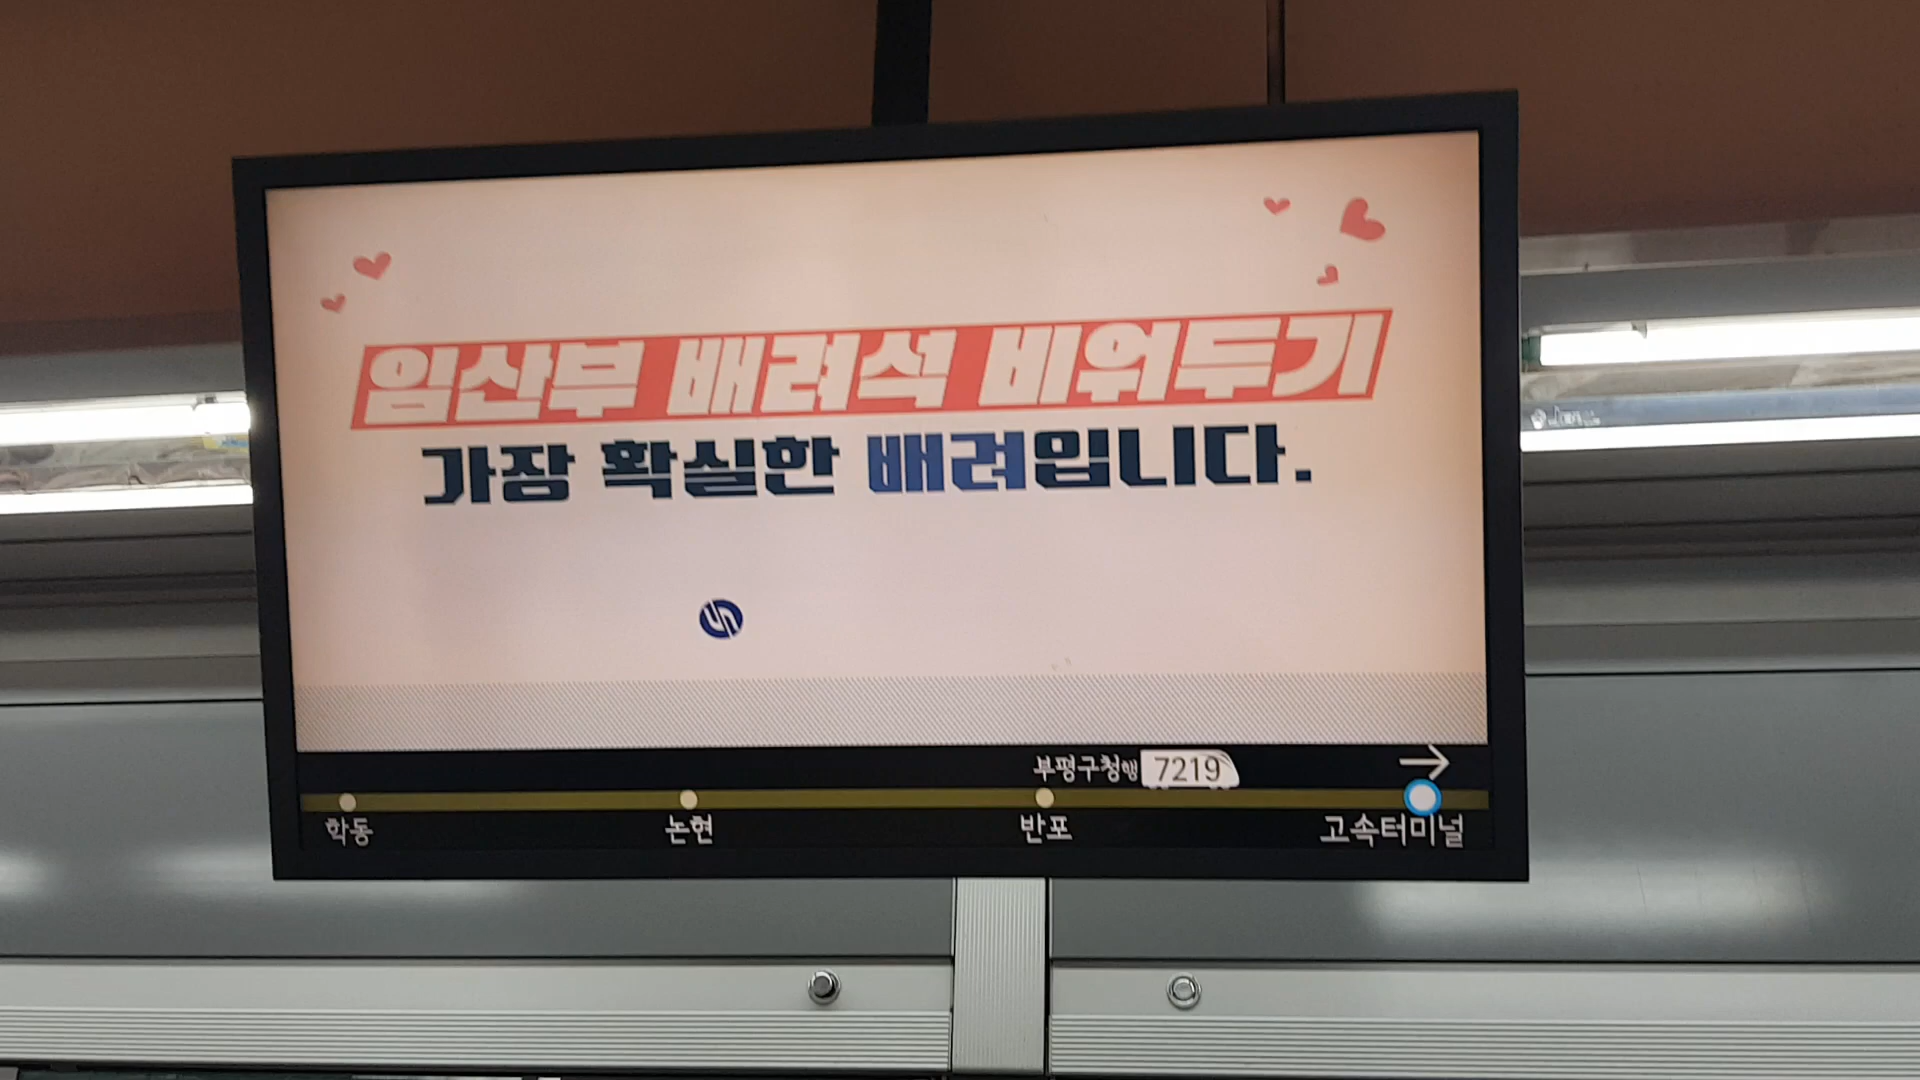 임산부 배려석 비워두기
가장 확실한 배려입니다.
부평구청행 7219
학동 논현 반포 고속터미널